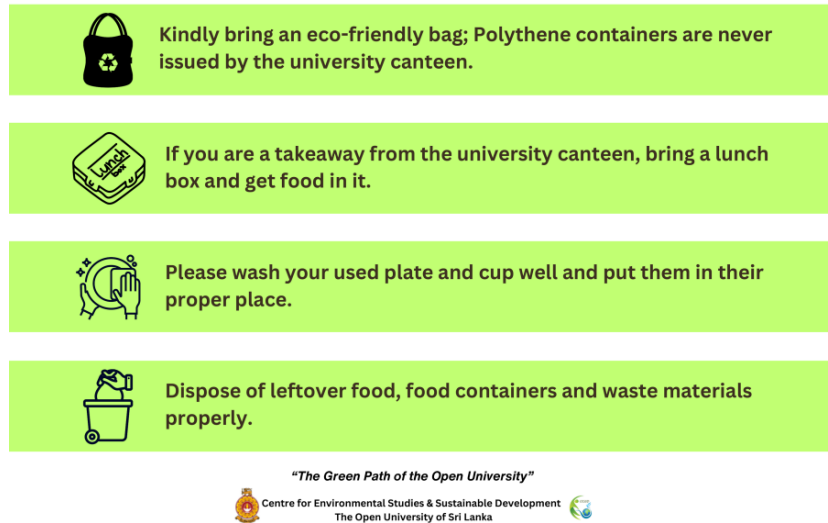 Kindly bring an eco-friendly bag; Polythene containers are never
issued by the university canteen.
Lunch
box
If you are a takeaway from the university canteen, bring a lunch
box and get food in it.
Please wash your used plate and cup well and put them in their
proper place.
Dispose of leftover food, food containers and waste materials
properly.
“The Green Path of the Open University”
Centre for Environmental Studies & Sustainable Development
The Open University of Sri Lanka